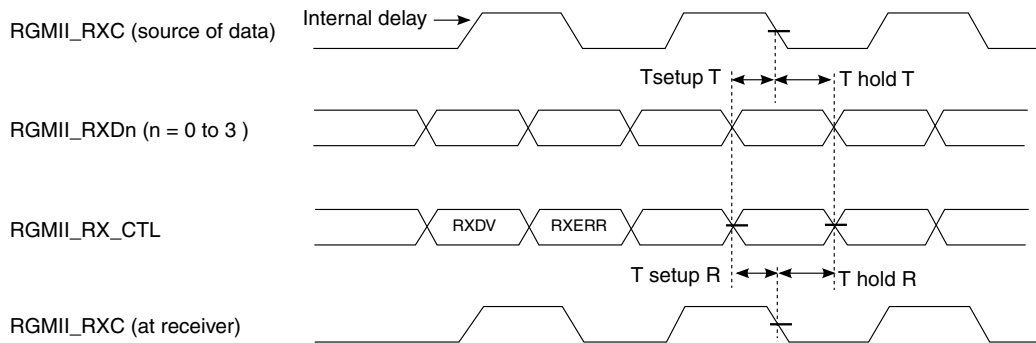 Internal delay
RGMII_RXC (source of data)
Tsetup T
T hold T
RGMII_RXDn (n = 0 to 3 )
RGMII_RX_CTL
RXDV
RXERR
T setup R
T hold R
RGMII_RXC (at receiver)